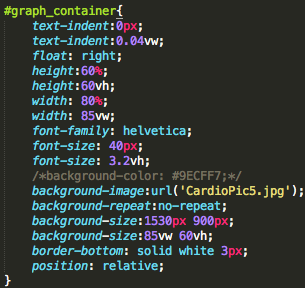 #graph_container{
text-indent:0px;
text-indent:0.04vw;
float: right;
height:60%;
height:60vh;
width: 80%;
width: 85vw;
font-family: helvetica;
font-size: 40px;
font-size: 3.2vh;
/*background-color: #9ECFF7;*/
background-image:url('CardioPic5.jpg');
background-repeat:no-repeat;
background-size:1530px 900px;
background-size:85vw 60vh;
border-bottom: solid white 3px;
position: relative;
}